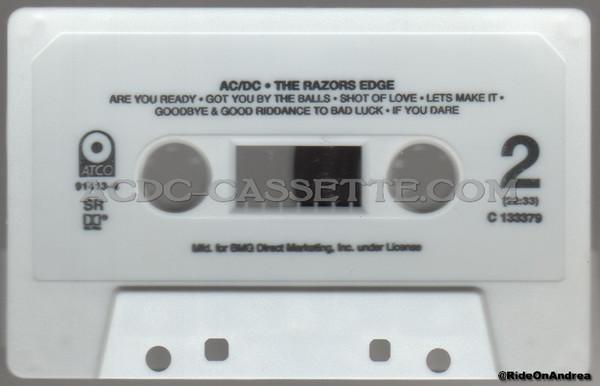 AC/DC • THE RAZORS EDGE
ARE YOU READY • GOT YOU BY THE BALLS • SHOT OF LOVE • LETS MAKE IT •
GOODBYE & GOOD RIDDANCE TO BAD LUCK • IF YOU DARE
ATCO
2
ACDC-CASSETTE.COM
SR
(22:33)
C 133379
Mfd. for BMG Direct Marketing, Inc. under License
@RideOnAndrea